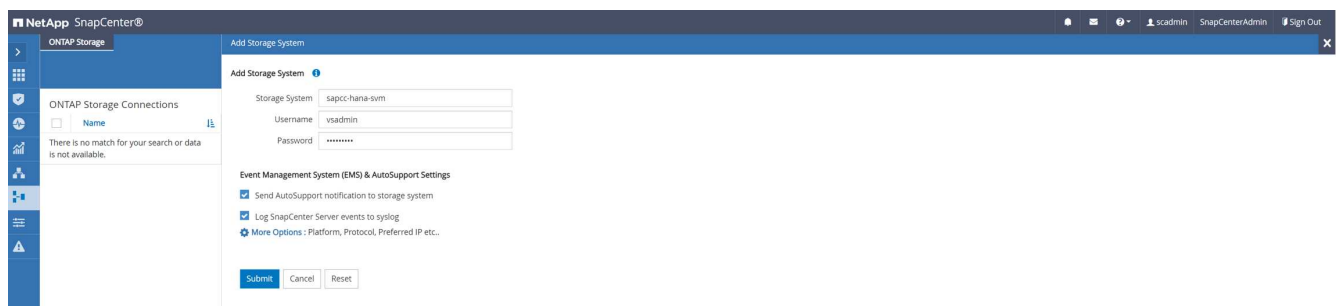 NetApp SnapCenter®
scadmin SnapCenterAdmin Sign Out
ONTAP Storage
Add Storage System
Add Storage System
ONTAP Storage Connections
Name
There is no match for your search or data
is not available.
Storage System sapcc-hana-svm
Username vsadmin
Password •••••••••
Event Management System (EMS) & AutoSupport Settings
Send AutoSupport notification to storage system
Log SnapCenter Server events to syslog
More Options : Platform, Protocol, Preferred IP etc..
Submit Cancel Reset